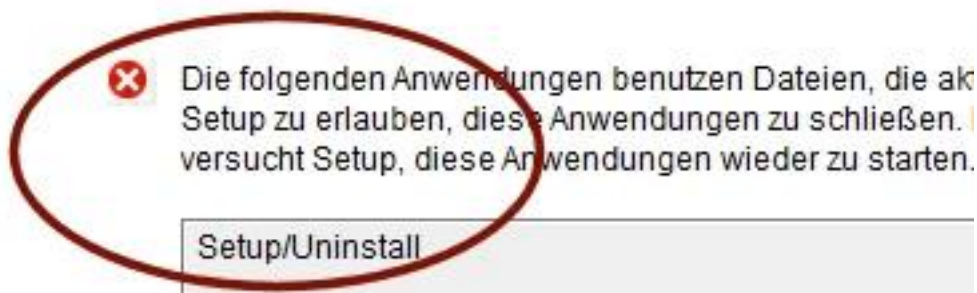 Die folgenden Anwendungen benutzen Dateien, die ak
Setup zu erlauben, diese Anwendungen zu schließen.
versucht Setup, diese Anwendungen wieder zu starten.
Setup/Uninstall